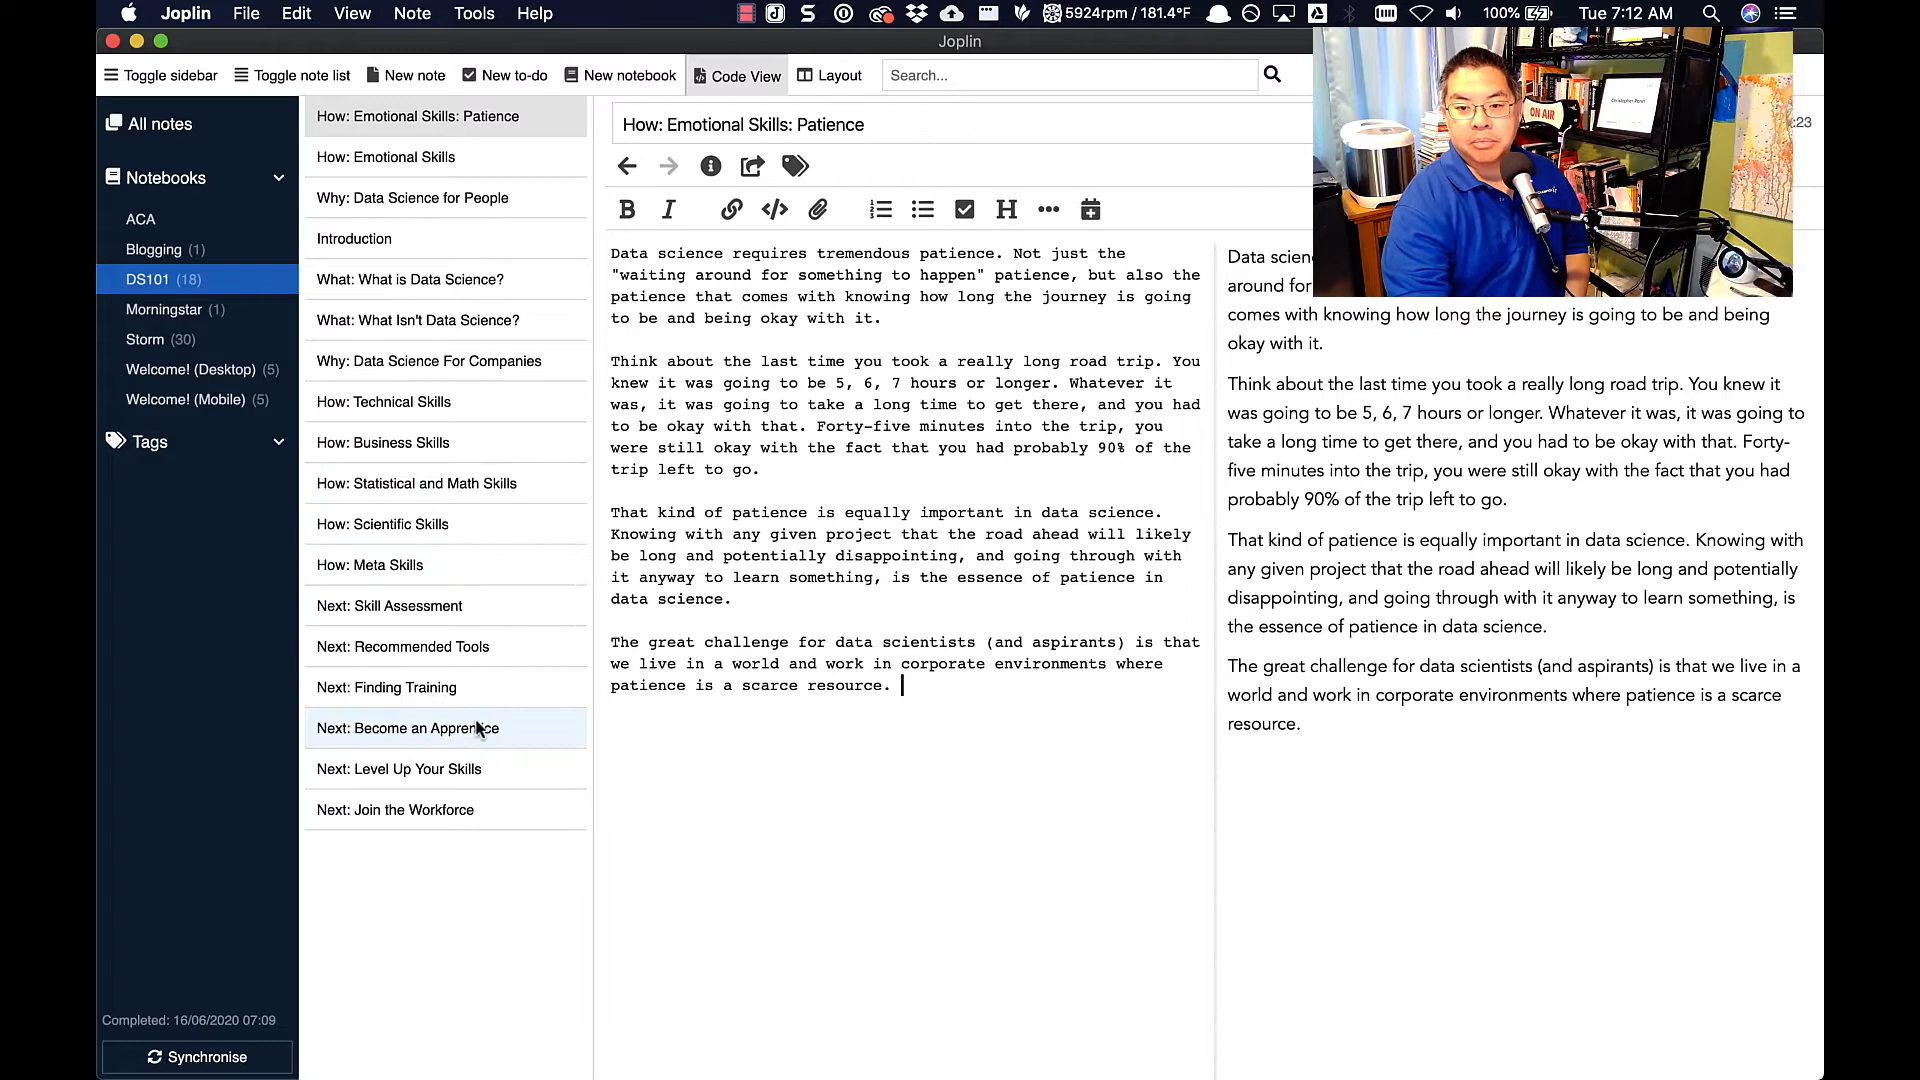 Joplin File Edit View Note Tools Help 5924rpm / 181.4°F 100% Tue 7:12 AM
Joplin
Toggle sidebar Toggle note list New note New to-do New notebook Code View Layout Search...
All notes
Notebooks
ACA
Blogging (1)
DS101 (18)
Morningstar (1)
Storm (30)
Welcome! (Desktop) (5)
Welcome! (Mobile) (5)
Tags
Completed: 16/06/2020 07:09
Synchronise
How: Emotional Skills: Patience
How: Emotional Skills
Why: Data Science for People
Introduction
What: What is Data Science?
What: What Isn't Data Science?
Why: Data Science For Companies
How: Technical Skills
How: Business Skills
How: Statistical and Math Skills
How: Scientific Skills
How: Meta Skills
Next: Skill Assessment
Next: Recommended Tools
Next: Finding Training
Next: Become an Apprentice
Next: Level Up Your Skills
Next: Join the Workforce
How: Emotional Skills: Patience
:23
B I H
Data science requires tremendous patience. Not just the
"waiting around for something to happen" patience, but also the
patience that comes with knowing how long the journey is going
to be and being okay with it.
Think about the last time you took a really long road trip. You
knew it was going to be 5, 6, 7 hours or longer. Whatever it
was, it was going to take a long time to get there, and you had
to be okay with that. Forty-five minutes into the trip, you
were still okay with the fact that you had probably 90% of the
trip left to go.
That kind of patience is equally important in data science.
Knowing with any given project that the road ahead will likely
be long and potentially disappointing, and going through with
it anyway to learn something, is the essence of patience in
data science.
The great challenge for data scientists (and aspirants) is that
we live in a world and work in corporate environments where
patience is a scarce resource.
Data scien
around for
comes with knowing how long the journey is going to be and being
okay with it.
Think about the last time you took a really long road trip. You knew it
was going to be 5, 6, 7 hours or longer. Whatever it was, it was going to
take a long time to get there, and you had to be okay with that. Forty-
five minutes into the trip, you were still okay with the fact that you had
probably 90% of the trip left to go.
That kind of patience is equally important in data science. Knowing with
any given project that the road ahead will likely be long and potentially
disappointing, and going through with it anyway to learn something, is
the essence of patience in data science.
The great challenge for data scientists (and aspirants) is that we live in a
world and work in corporate environments where patience is a scarce
resource.
ON AIR
Christopher Penn